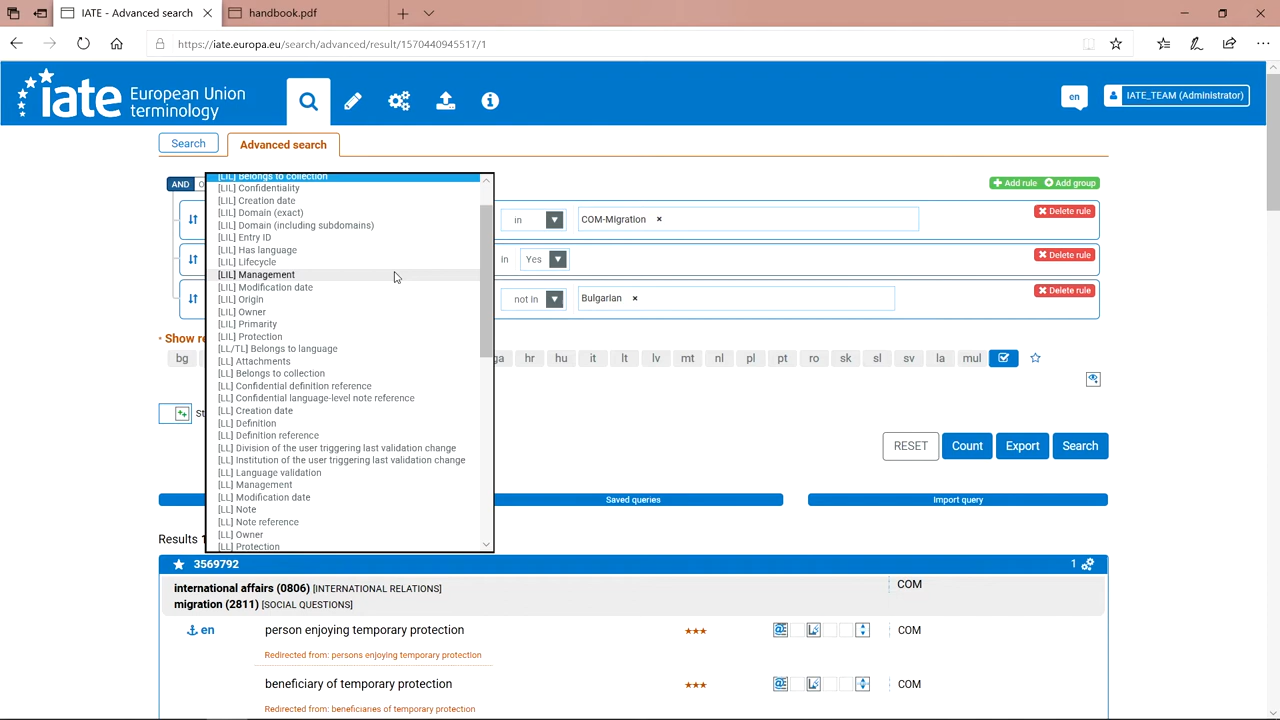 IATE - Advanced search
handbook.pdf
https://iate.europa.eu/search/advanced/result/1570440945517/1
iate European Union terminology
en
IATE_TEAM (Administrator)
Search
Advanced search
AND
Add rule Add group
in COM-Migration × Delete rule
in Yes Delete rule
not in Bulgarian × Delete rule
[LIL] Belongs to collection
[LIL] Confidentiality
[LIL] Creation date
[LIL] Domain (exact)
[LIL] Domain (including subdomains)
[LIL] Entry ID
[LIL] Has language
[LIL] Lifecycle
[LIL] Management
[LIL] Modification date
[LIL] Origin
[LIL] Owner
[LIL] Primarity
[LIL] Protection
[LL/TL] Belongs to language
[LL] Attachments
[LL] Belongs to collection
[LL] Confidential definition reference
[LL] Confidential language-level note reference
[LL] Creation date
[LL] Definition
[LL] Definition reference
[LL] Division of the user triggering last validation change
[LL] Institution of the user triggering last validation change
[LL] Language validation
[LL] Management
[LL] Modification date
[LL] Note
[LL] Note reference
[LL] Owner
[LL] Protection
Show
bg ga hr hu it lt lv mt nl pl pt ro sk sl sv la mul
RESET Count Export Search
Saved queries
Import query
Results
3569792 1
international affairs (0806) [INTERNATIONAL RELATIONS] COM
migration (2811) [SOCIAL QUESTIONS]
en person enjoying temporary protection COM
Redirected from: persons enjoying temporary protection
beneficiary of temporary protection COM
Redirected from: beneficiaries of temporary protection